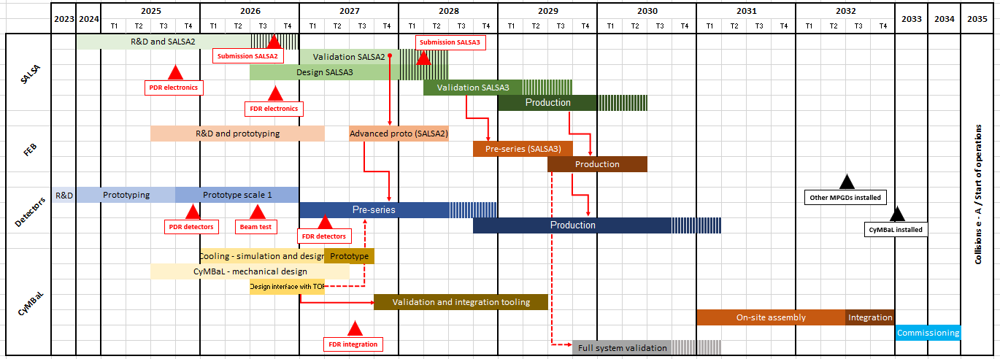 2023 2024 2025 2026 2027 2028 2029 2030 2031 2032 2033 2034 2035
T1 T2 T3 T4 T1 T2 T3 T4 T1 T2 T3 T4 T1 T2 T3 T4 T1 T2 T3 T4 T1 T2 T3 T4 T1 T2 T3 T4 T1 T2 T3 T4
SALSA
R&D and SALSA2
Submission SALSA2
Validation SALSA2
Submission SALSA3
Design SALSA3
PDR electronics
FDR electronics
Validation SALSA3
Production
FEB
R&D and prototyping
Advanced proto (SALSA2)
Pre-series (SALSA3)
Production
Detectors
R&D
Prototyping
Prototype scale 1
Other MPGDs installed
PDR detectors
Beam test
Pre-series
FDR detectors
Production
CyMBaL installed
CyMBaL
Cooling - simulation and design
Prototype
CyMBaL - mechanical design
Design interface with TOF
Validation and integration tooling
On-site assembly
Integration
Commissioning
FDR integration
Full system validation
Collisions e - A / Start of operations